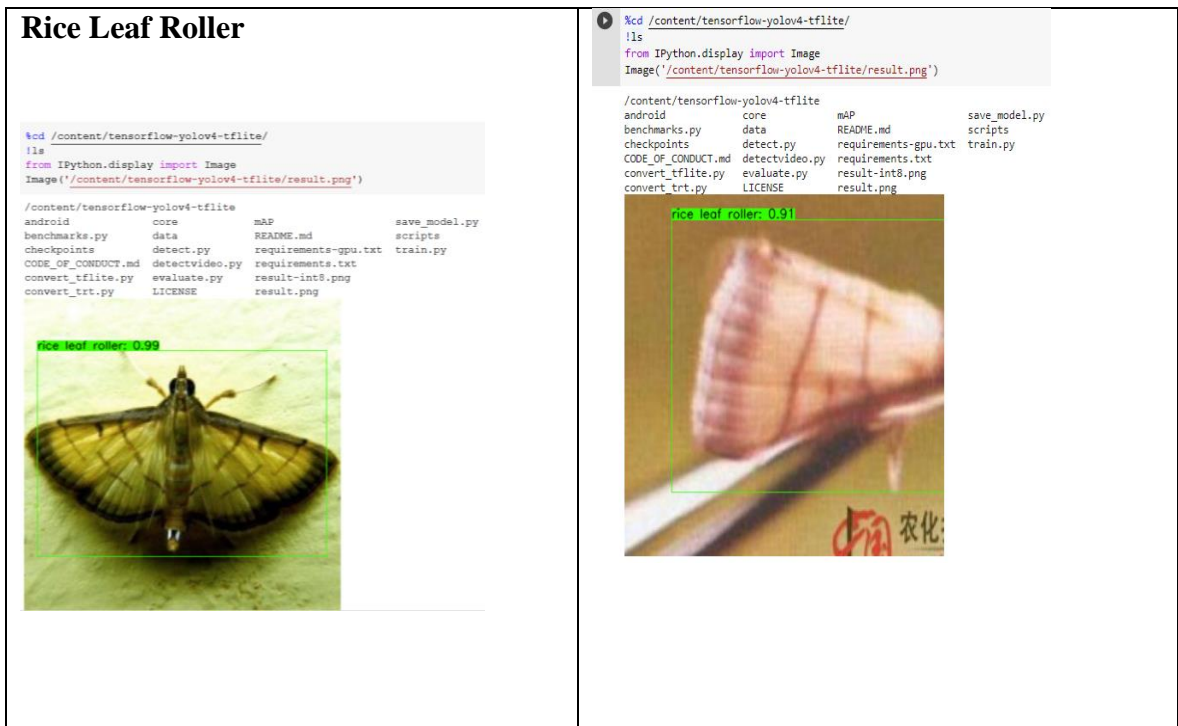 Rice Leaf Roller
%cd /content/tensorflow-yolov4-tflite/
!ls
from IPython.display import Image
Image('/content/tensorflow-yolov4-tflite/result.png')
/content/tensorflow-yolov4-tflite
android core mAP save_model.py
benchmarks.py data README.md scripts
checkpoints detect.py requirements-gpu.txt train.py
CODE_OF_CONDUCT.md detectvideo.py requirements.txt
convert_tflite.py evaluate.py result-int8.png
convert_trt.py LICENSE result.png
rice leaf roller: 0.99
%cd /content/tensorflow-yolov4-tflite/
!ls
from IPython.display import Image
Image('/content/tensorflow-yolov4-tflite/result.png')
/content/tensorflow-yolov4-tflite
android core mAP save_model.py
benchmarks.py data README.md scripts
checkpoints detect.py requirements-gpu.txt train.py
CODE_OF_CONDUCT.md detectvideo.py requirements.txt
convert_tflite.py evaluate.py result-int8.png
convert_trt.py LICENSE result.png
rice leaf roller: 0.91
农化